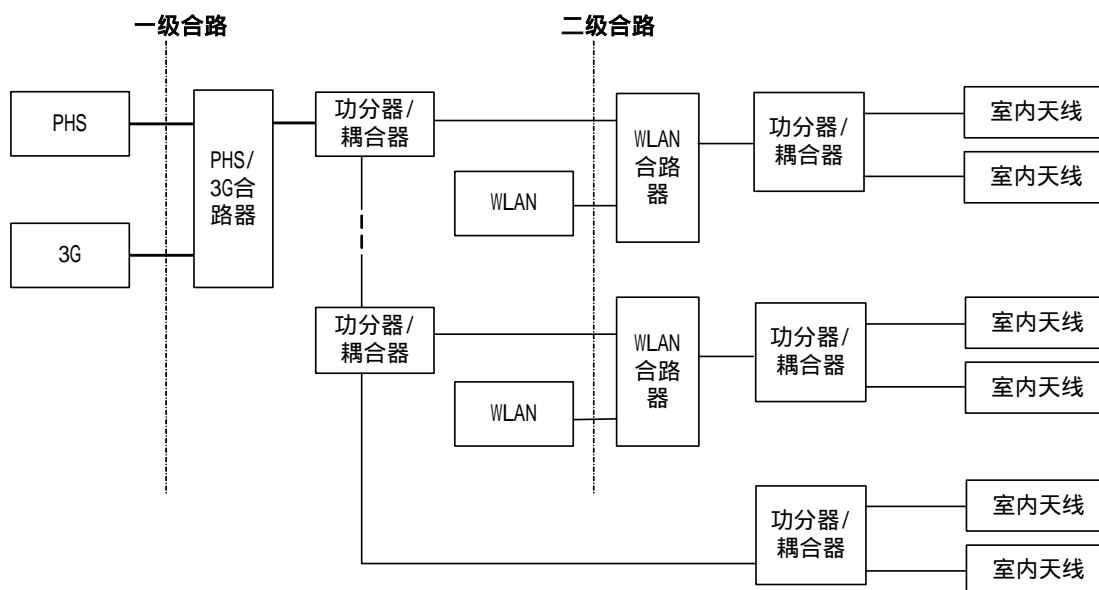 一级合路
二级合路
PHS
3G
PHS/
3G合
路器
功分器/
耦合器
WLAN
WLAN
合路
器
功分器/
耦合器
室内天线
室内天线
功分器/
耦合器
WLAN
WLAN
合路
器
功分器/
耦合器
室内天线
室内天线
功分器/
耦合器
室内天线
室内天线